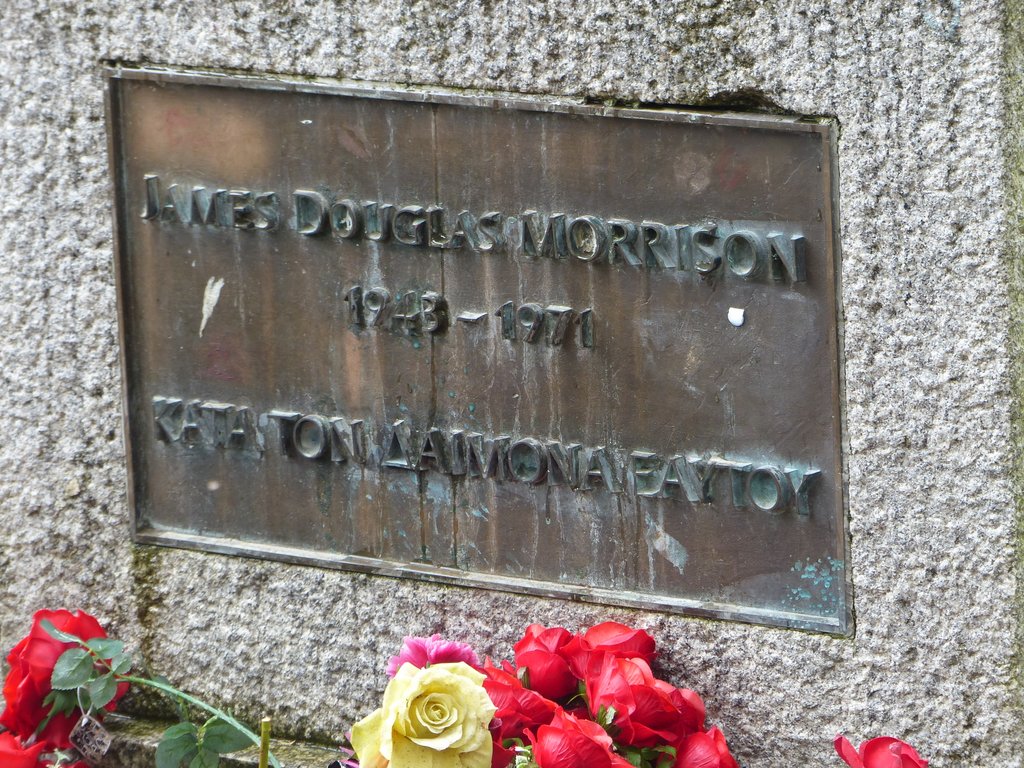 JAMES DOUGLAS MORRISON
1943 - 1971
ΚΑΤΑ ΤΟΝ ΔΑΙΜΟΝΑ ΕΑΥΤΟΥ